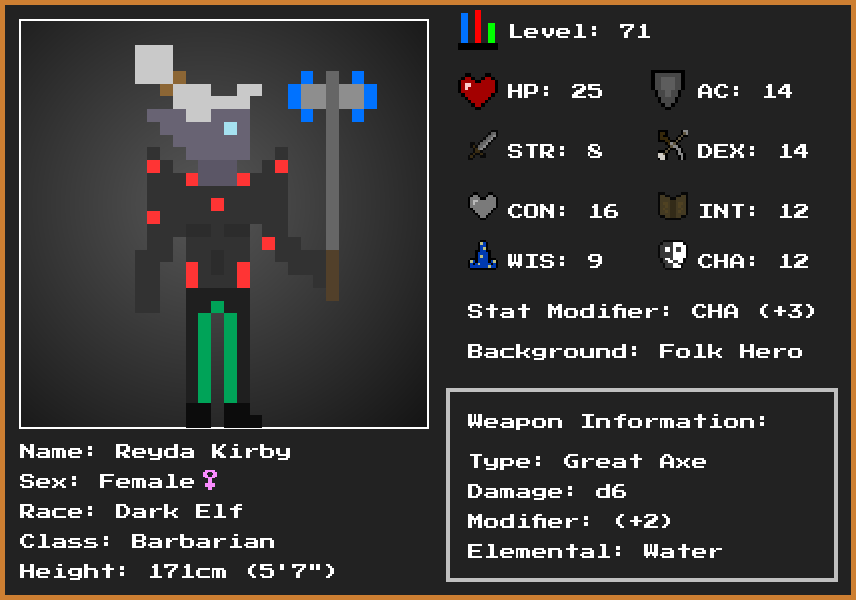 Level: 71
HP: 25 AC: 14
STR: 8 DEX: 14
CON: 16 INT: 12
WIS: 9 CHA: 12
Stat Modifier: CHA (+3)
Background: Folk Hero
Weapon Information:
Type: Great Axe
Damage: d6
Modifier: (+2)
Elemental: Water
Name: Reyda Kirby
Sex: Female♀
Race: Dark Elf
Class: Barbarian
Height: 171cm (5'7")